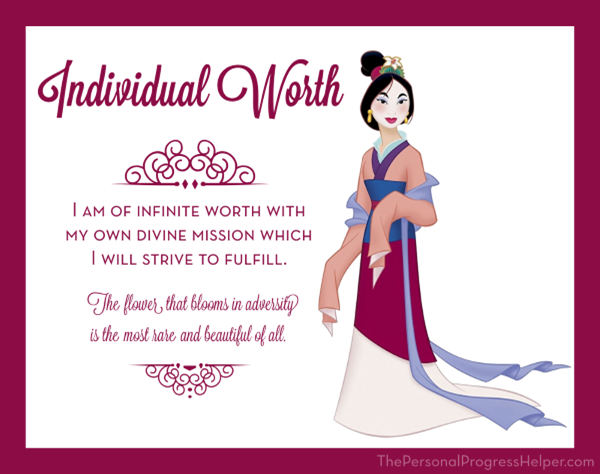 Individual Worth
I AM OF INFINITE WORTH WITH
MY OWN DIVINE MISSION WHICH
I WILL STRIVE TO FULFILL.
The flower that blooms in adversity
is the most rare and beautiful of all.
ThePersonalProgressHelper.com